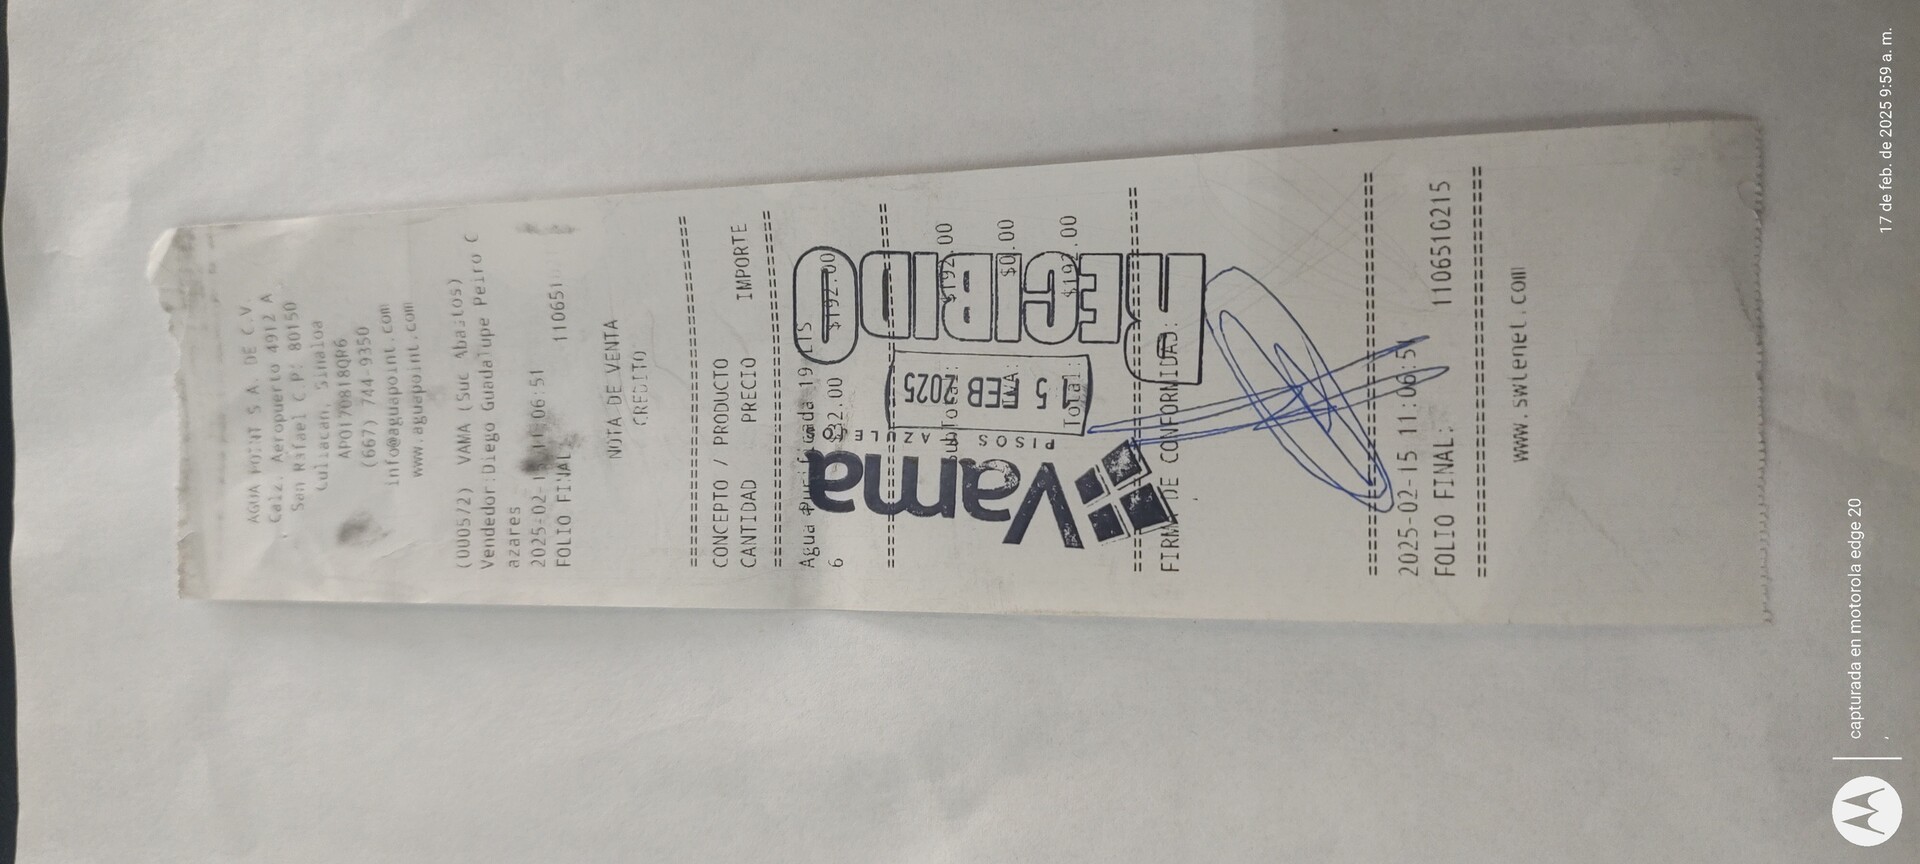 AGUA POINT S.A. DE C.V.
Calz. Aeropuerto 4912 A
San Rafael C.P: 80150
Culiacan, Sinaloa
APO170818QR6
(667) 744-9350
info@aguapoint.com
www.aguapoint.com
(000572) VAMA (Suc Abastos)
Vendedor:Diego Guadalupe Peiro C
azares
2025-02-15 11:06:51
FOLIO FINAL: 110651
NOTA DE VENTA
CREDITO
==============================
CONCEPTO / PRODUCTO
CANTIDAD PRECIO IMPORTE
==============================
Agua Purificada 19 LTS
6 $32.00 $192.00
==============================
SubTotal: $192.00
IVA: $0.00
Total: $192.00
==============================
FIRMA DE CONFORMIDAD:
Vama
PISOS AZULEJOS
15 FEB 2025
RECIBIDO
==============================
2025-02-15 11:06:51
FOLIO FINAL: 1106510215
==============================
www.swtenel.com
capturada en motorola edge 20
17 de feb. de 2025 9:59 a. m.